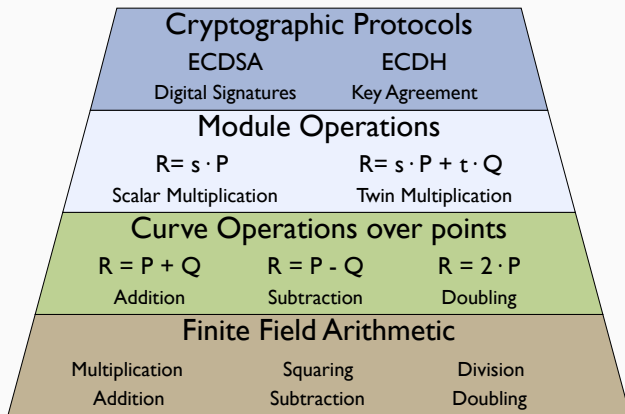 Cryptographic Protocols
ECDSA ECDH
Digital Signatures Key Agreement
Module Operations
R= s · P R= s · P + t · Q
Scalar Multiplication Twin Multiplication
Curve Operations over points
R = P + Q R = P - Q R = 2 · P
Addition Subtraction Doubling
Finite Field Arithmetic
Multiplication Squaring Division
Addition Subtraction Doubling